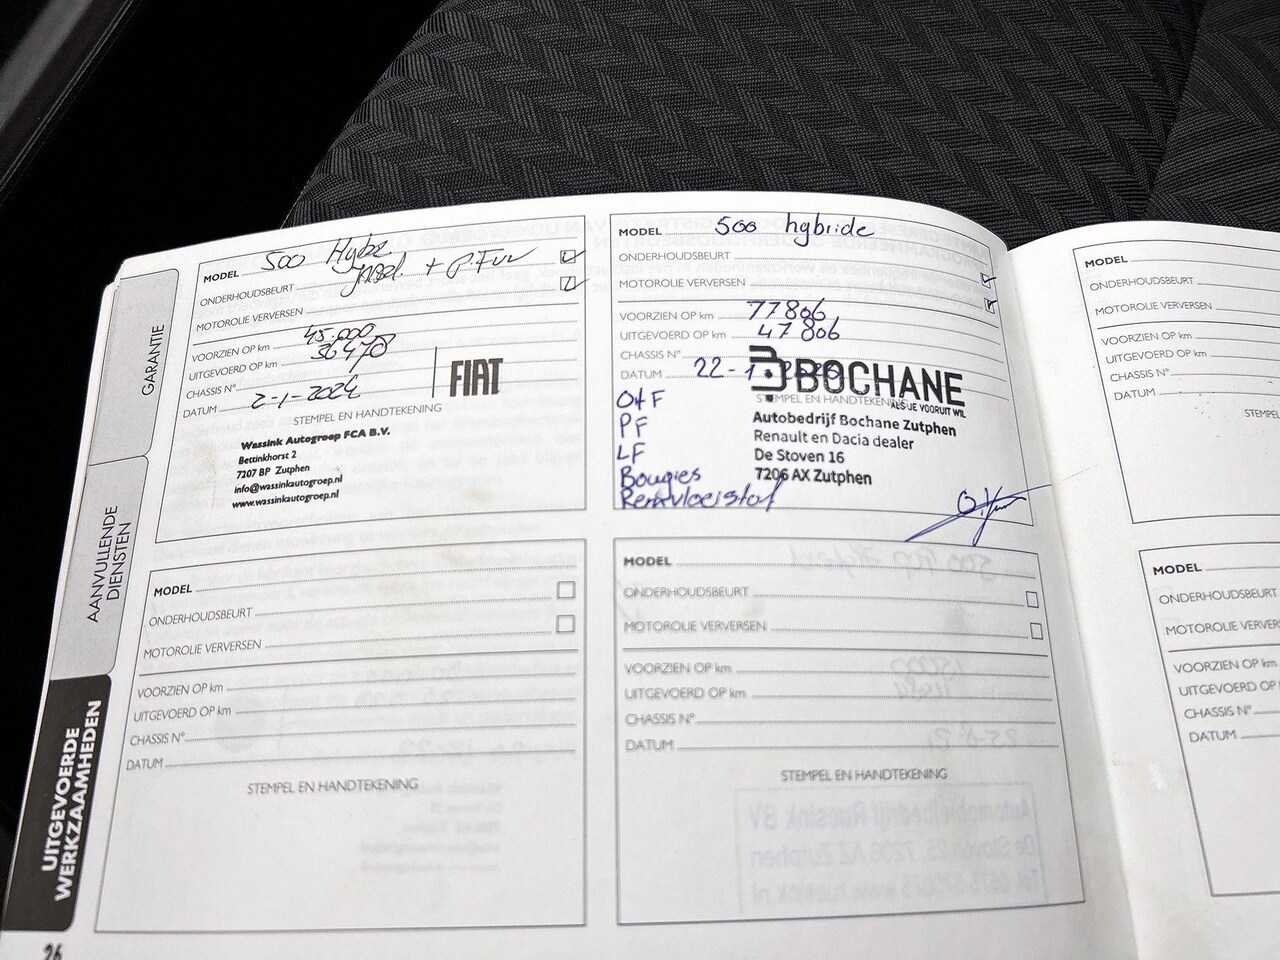 GARANTIE
AANVULLENDE
DIENSTEN
UITGEVOERDE
WERKZAAMHEDEN
26
MODEL 500
ONDERHOUDSBEURT
MOTOROLIE VERVERSEN
VOORZIEN OP km 45.000
UITGEVOERD OP km 36470
CHASSIS N°
DATUM 2-1-2024
FIAT
STEMPEL EN HANDTEKENING
Wassink Autogroep FCA B.V.
Bettinkhorst 2
7207 BP Zutphen
info@wassinkautogroep.nl
www.wassinkautogroep.nl
MODEL 500 hybride
ONDERHOUDSBEURT
MOTOROLIE VERVERSEN
VOORZIEN OP km 77806
UITGEVOERD OP km 47806
CHASSIS N°
DATUM 22-1-
BOCHANE
ALS JE VOORUIT WIL
STEMPEL EN HANDTEKENING
Autobedrijf Bochane Zutphen
Renault en Dacia dealer
De Stoven 16
7206 AX Zutphen
O+F
PF
LF
Bougies
Remvloeistof
MODEL
ONDERHOUDSBEURT
MOTOROLIE VERVERSEN
VOORZIEN OP km
UITGEVOERD OP km
CHASSIS N°
DATUM
STEMPEL EN HANDTEKENING
MODEL
ONDERHOUDSBEURT
MOTOROLIE VERVERSEN
VOORZIEN OP km
UITGEVOERD OP km
CHASSIS N°
DATUM
STEMPEL EN HANDTEKENING
MODEL
ONDERHOUDSBEURT
MOTOROLIE VERVERSEN
VOORZIEN OP km
UITGEVOERD OP km
CHASSIS N°
DATUM
MODEL
ONDERHOUDSBEURT
VOORZIEN OP km
UITGEVOERD OP
CHASSIS N°
DATUM